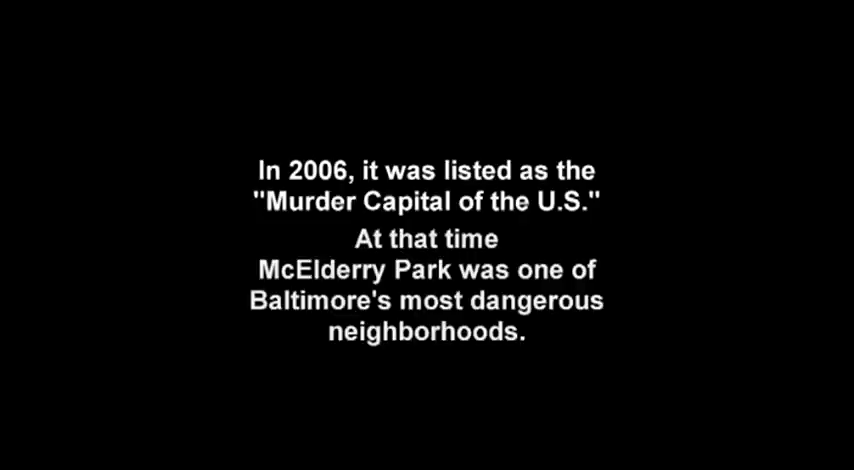 In 2006, it was listed as the
"Murder Capital of the U.S."
At that time
McElderry Park was one of
Baltimore's most dangerous
neighborhoods.